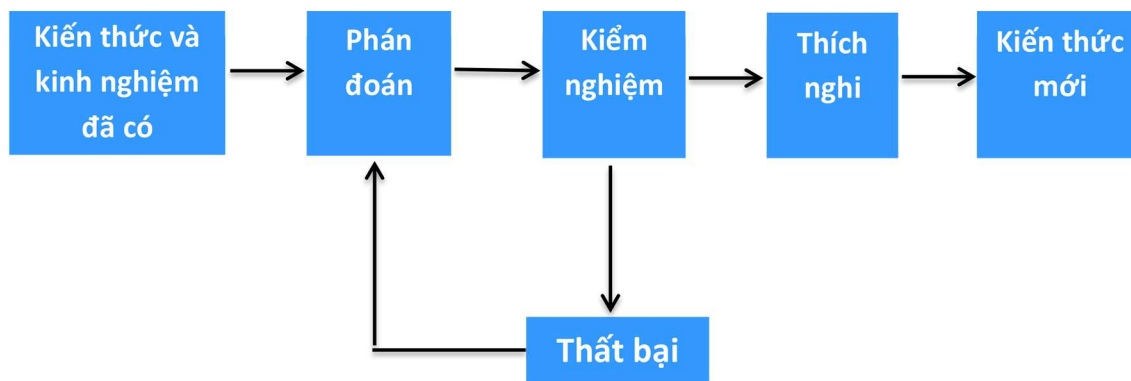 Kiến thức và
kinh nghiệm
đã có
Phán
đoán
Kiểm
nghiệm
Thích
nghi
Kiến thức
mới
Thất bại